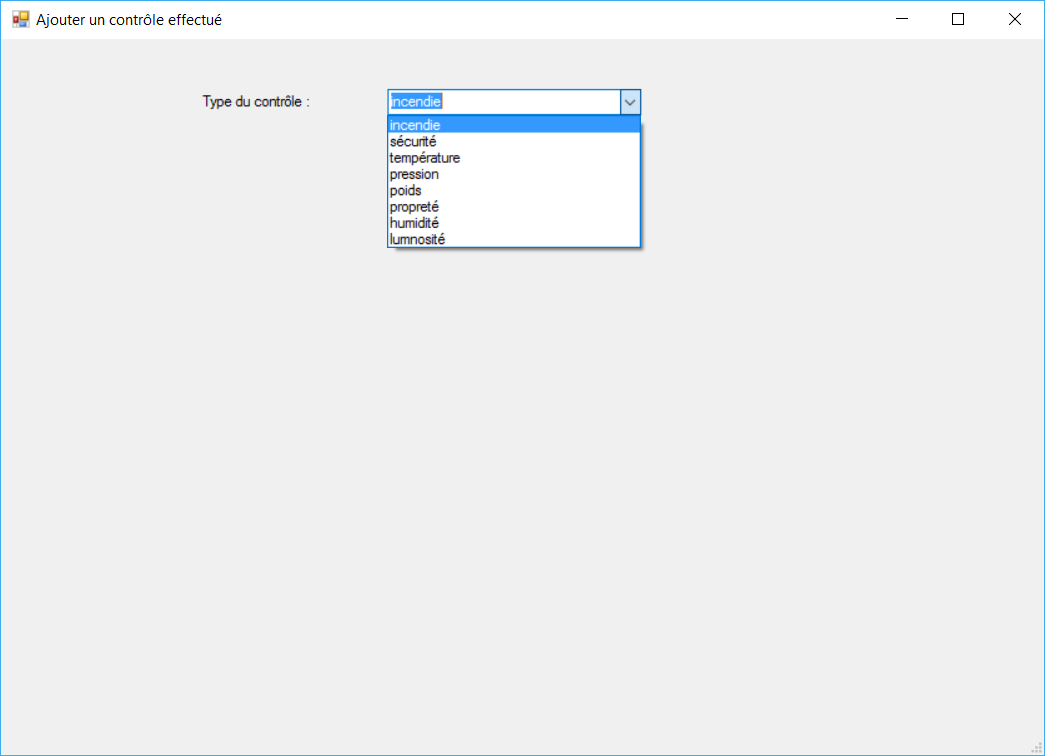 Ajouter un contrôle effectué
Type du contrôle : incendie
incendie
sécurité
température
pression
poids
propreté
humidité
lumnosité